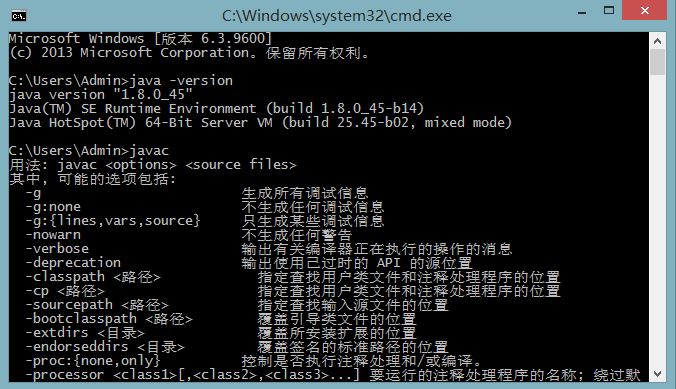 C:\Windows\system32\cmd.exe
Microsoft Windows [版本 6.3.9600]
(c) 2013 Microsoft Corporation。保留所有权利。
C:\Users\Admin>java -version
java version "1.8.0_45"
Java(TM) SE Runtime Environment (build 1.8.0_45-b14)
Java HotSpot(TM) 64-Bit Server VM (build 25.45-b02, mixed mode)
C:\Users\Admin>javac
用法: javac <options> <source files>
其中, 可能的选项包括:
-g 生成所有调试信息
-g:none 不生成任何调试信息
-g:{lines,vars,source} 只生成某些调试信息
-nowarn 不生成任何警告
-verbose 输出有关编译器正在执行的操作的消息
-deprecation 输出使用已过时的 API 的源位置
-classpath <路径> 指定查找用户类文件和注释处理程序的位置
-cp <路径> 指定查找用户类文件和注释处理程序的位置
-sourcepath <路径> 指定查找输入源文件的位置
-bootclasspath <路径> 覆盖引导类文件的位置
-extdirs <目录> 覆盖所安装扩展的位置
-endorseddirs <目录> 覆盖签名的标准路径的位置
-proc:{none,only} 控制是否执行注释处理和/或编译。
-processor <class1>[,<class2>,<class3>...] 要运行的注释处理程序的名称; 绕过默